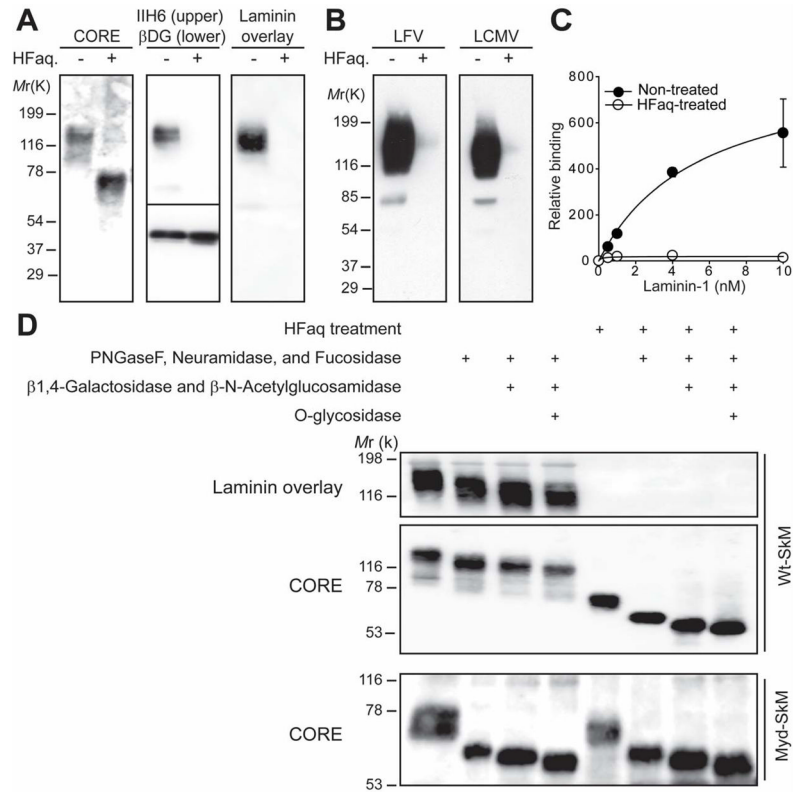 A
CORE
IIH6 (upper)
βDG (lower)
Laminin
overlay
HFaq. - + - + - +
Mr(K)
199
116
78
54
37
29
B
LFV
LCMV
HFaq. - + - +
Mr(K)
199
116
85
54
37
29
C
800
600
400
200
0
Relative binding
Non-treated
HFaq-treated
0 2 4 6 8 10
Laminin-1 (nM)
D
HFaq treatment + + + +
PNGaseF, Neuramidase, and Fucosidase + + + + + +
β1,4-Galactosidase and β-N-Acetylglucosamidase + + + +
O-glycosidase + +
Mr (k)
198
116
Laminin overlay
116
78
53
CORE
Wt-SkM
116
78
53
CORE
Myd-SkM